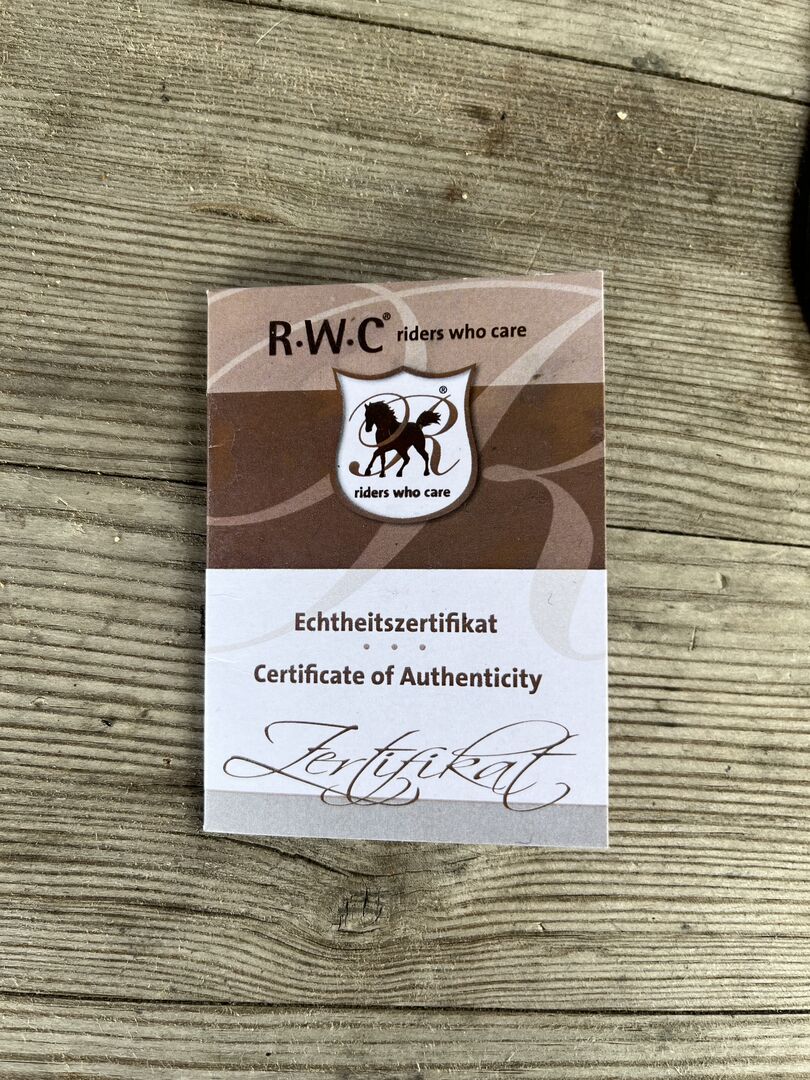 R·W·C® riders who care
®
R
riders who care
Echtheitszertifikat
• • •
Certificate of Authenticity
Zertifikat